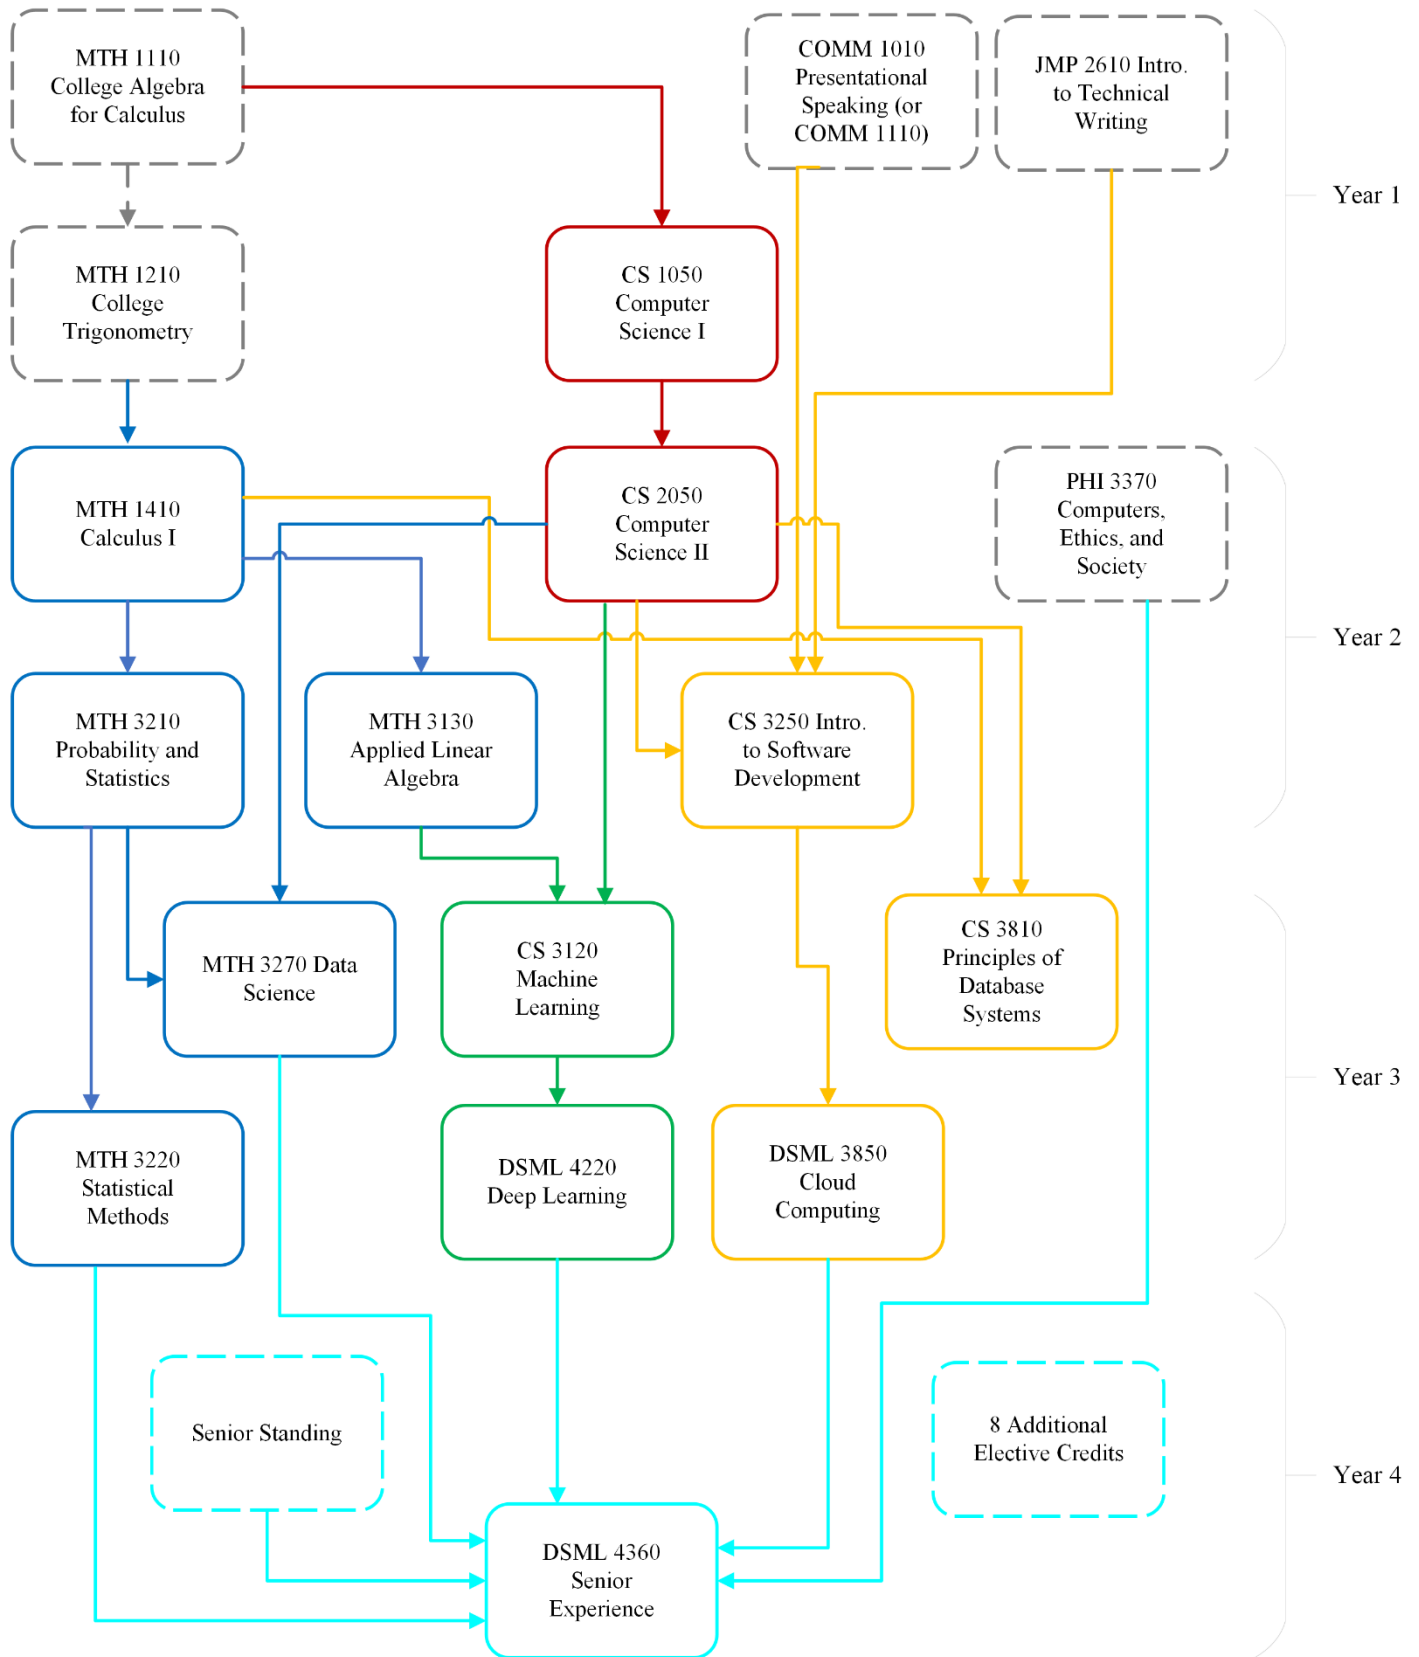 MTH 1110
College Algebra
for Calculus
COMM 1010
Presentational
Speaking (or
COMM 1110)
JMP 2610 Intro.
to Technical
Writing
Year 1
MTH 1210
College
Trigonometry
CS 1050
Computer
Science I
MTH 1410
Calculus I
CS 2050
Computer
Science II
PHI 3370
Computers,
Ethics, and
Society
Year 2
MTH 3210
Probability and
Statistics
MTH 3130
Applied Linear
Algebra
CS 3250 Intro.
to Software
Development
MTH 3270 Data
Science
CS 3120
Machine
Learning
CS 3810
Principles of
Database
Systems
Year 3
MTH 3220
Statistical
Methods
DSML 4220
Deep Learning
DSML 3850
Cloud
Computing
Senior Standing
8 Additional
Elective Credits
Year 4
DSML 4360
Senior
Experience